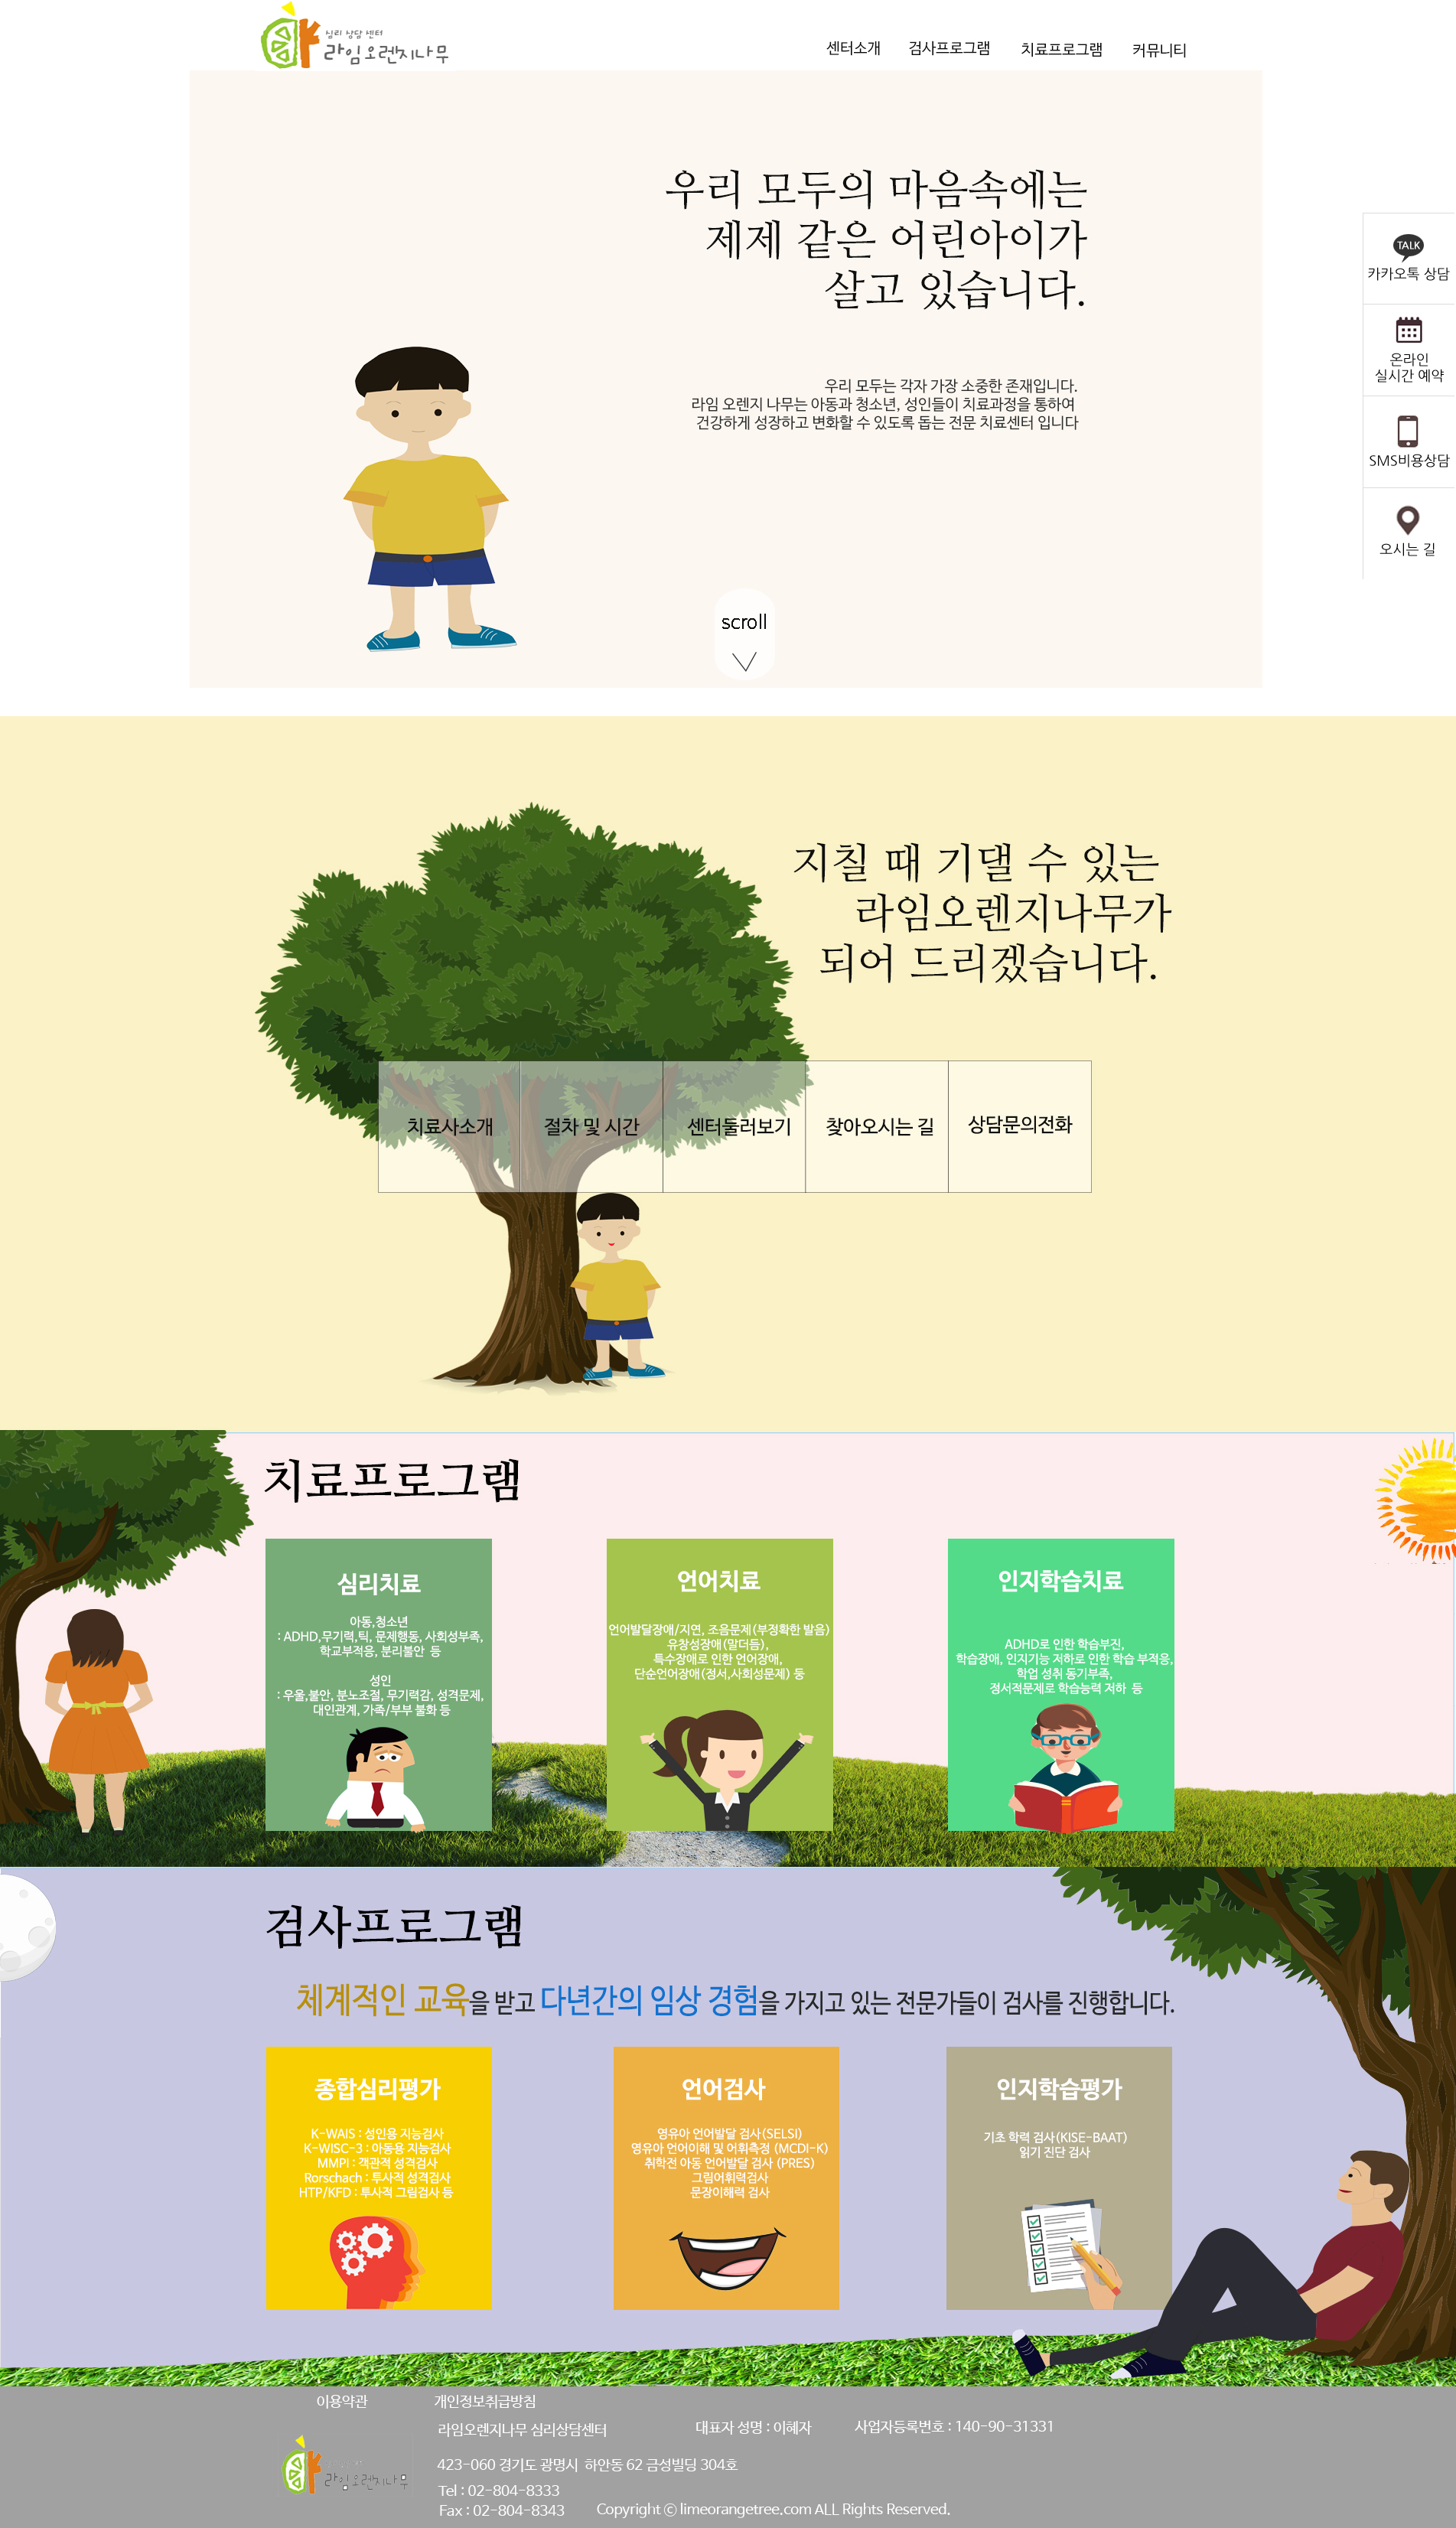 심리 상담 센터
라임오렌지나무
센터소개
검사프로그램
치료프로그램
커뮤니티
우리 모두의 마음속에는
제제 같은 어린아이가
살고 있습니다.
우리 모두는 각자 가장 소중한 존재입니다.
라임 오렌지 나무는 아동과 청소년, 성인들이 치료과정을 통하여
건강하게 성장하고 변화할 수 있도록 돕는 전문 치료센터 입니다
scroll
TALK
카카오톡 상담
온라인
실시간 예약
SMS비용상담
오시는 길
지칠 때 기댈 수 있는
라임오렌지나무가
되어 드리겠습니다.
치료사소개
절차 및 시간
센터둘러보기
찾아오시는 길
상담문의전화
치료프로그램
심리치료
아동,청소년
: ADHD,무기력,틱, 문제행동, 사회성부족,
학교부적응, 분리불안 등
성인
: 우울,불안, 분노조절, 무기력감, 성격문제,
대인관계, 가족/부부 불화 등
언어치료
언어발달장애/지연, 조음문제(부정확한 발음)
유창성장애(말더듬),
특수장애로 인한 언어장애,
단순언어장애(정서,사회성문제) 등
인지학습치료
ADHD로 인한 학습부진,
학습장애, 인지기능 저하로 인한 학습 부적응,
학업 성취 동기부족,
정서적문제로 학습능력 저하 등
검사프로그램
체계적인 교육을 받고 다년간의 임상 경험을 가지고 있는 전문가들이 검사를 진행합니다.
종합심리평가
K-WAIS : 성인용 지능검사
K-WISC-3 : 아동용 지능검사
MMPI : 객관적 성격검사
Rorschach : 투사적 성격검사
HTP/KFD : 투사적 그림검사 등
언어검사
영유아 언어발달 검사(SELSI)
영유아 언어이해 및 어휘측정 (MCDI-K)
취학전 아동 언어발달 검사 (PRES)
그림어휘력검사
문장이해력 검사
인지학습평가
기초 학력 검사(KISE-BAAT)
읽기 진단 검사
이용약관
개인정보취급방침
라임오렌지나무 심리상담센터
대표자 성명 : 이혜자
사업자등록번호 : 140-90-31331
라임오렌지나무
423-060 경기도 광명시 하안동 62 금성빌딩 304호
Tel : 02-804-8333
Fax : 02-804-8343
Copyright ⓒ limeorangetree.com ALL Rights Reserved.